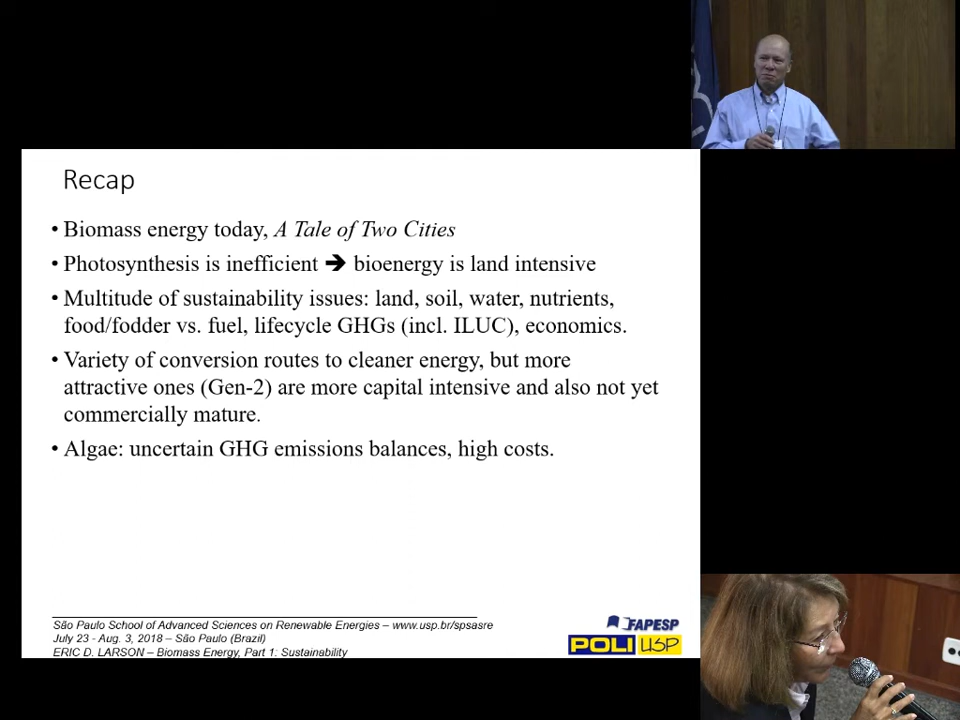 Recap
• Biomass energy today, A Tale of Two Cities
• Photosynthesis is inefficient ➔ bioenergy is land intensive
• Multitude of sustainability issues: land, soil, water, nutrients,
food/fodder vs. fuel, lifecycle GHGs (incl. ILUC), economics.
• Variety of conversion routes to cleaner energy, but more
attractive ones (Gen-2) are more capital intensive and also not yet
commercially mature.
• Algae: uncertain GHG emissions balances, high costs.
São Paulo School of Advanced Sciences on Renewable Energies – www.usp.br/spsasre
July 23 - Aug. 3, 2018 – São Paulo (Brazil)
ERIC D. LARSON – Biomass Energy, Part 1: Sustainability
FAPESP
POLI USP